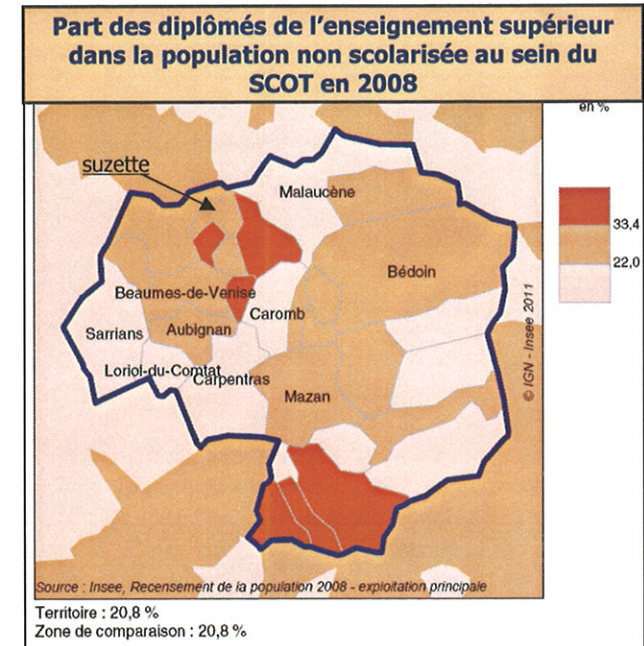 Part des diplômés de l'enseignement supérieur
dans la population non scolarisée au sein du
SCOT en 2008
en %
suzette
Malaucène
33,4
22,0
Bédoin
Beaumes-de-Venise
Caromb
Sarrians
Aubignan
Loriol-du-Comtat
Carpentras
Mazan
© IGN - Insee 2011
Source : Insee, Recensement de la population 2008 - exploitation principale
Territoire : 20,8 %
Zone de comparaison : 20,8 %